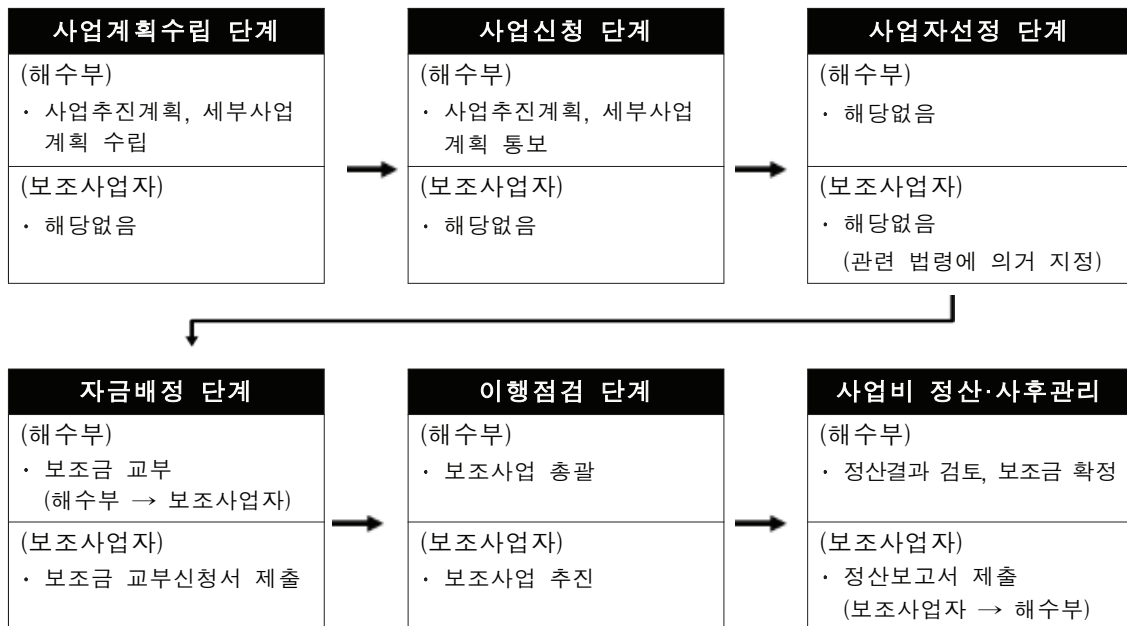 사업계획수립 단계
(해수부)
· 사업추진계획, 세부사업
계획 수립
(보조사업자)
· 해당없음
사업신청 단계
(해수부)
· 사업추진계획, 세부사업
계획 통보
(보조사업자)
· 해당없음
사업자선정 단계
(해수부)
· 해당없음
(보조사업자)
· 해당없음
(관련 법령에 의거 지정)
자금배정 단계
(해수부)
· 보조금 교부
(해수부 → 보조사업자)
(보조사업자)
· 보조금 교부신청서 제출
이행점검 단계
(해수부)
· 보조사업 총괄
(보조사업자)
· 보조사업 추진
사업비 정산·사후관리
(해수부)
· 정산결과 검토, 보조금 확정
(보조사업자)
· 정산보고서 제출
(보조사업자 → 해수부)